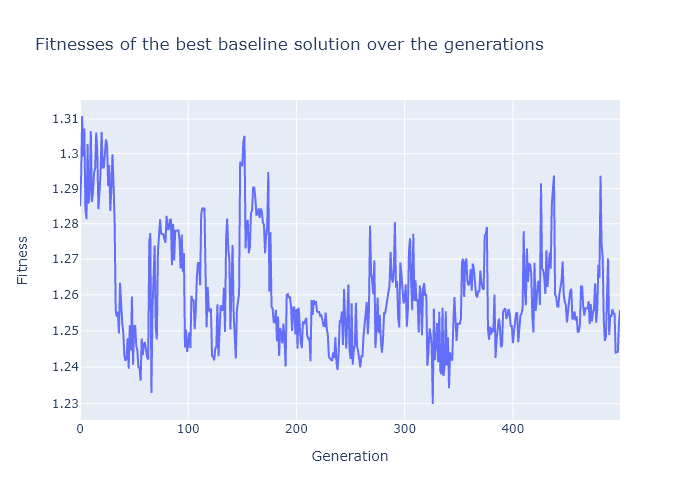 Fitnesses of the best baseline solution over the generations
1.31
1.3
1.29
1.28
1.27
1.26
1.25
1.24
1.23
Fitness
0 100 200 300 400
Generation